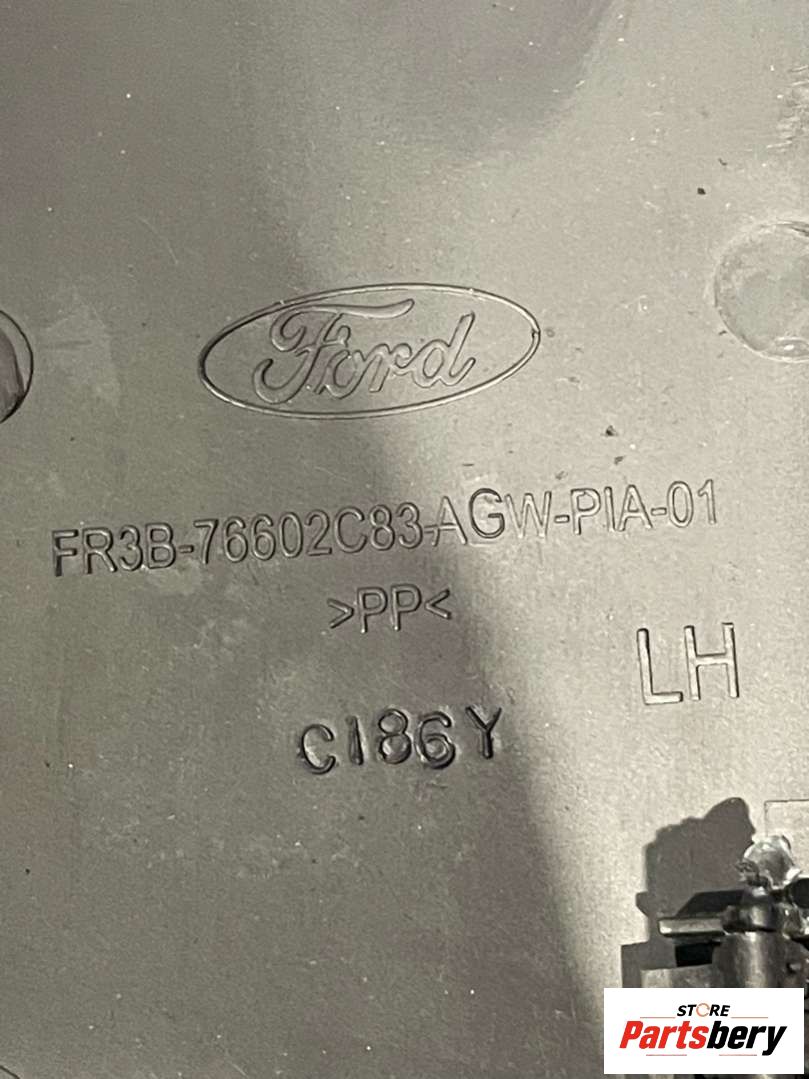 Ford
FR3B-76602C83-AGW-PIA-01
>PP<
LH
C186Y
STORE
Partsbery